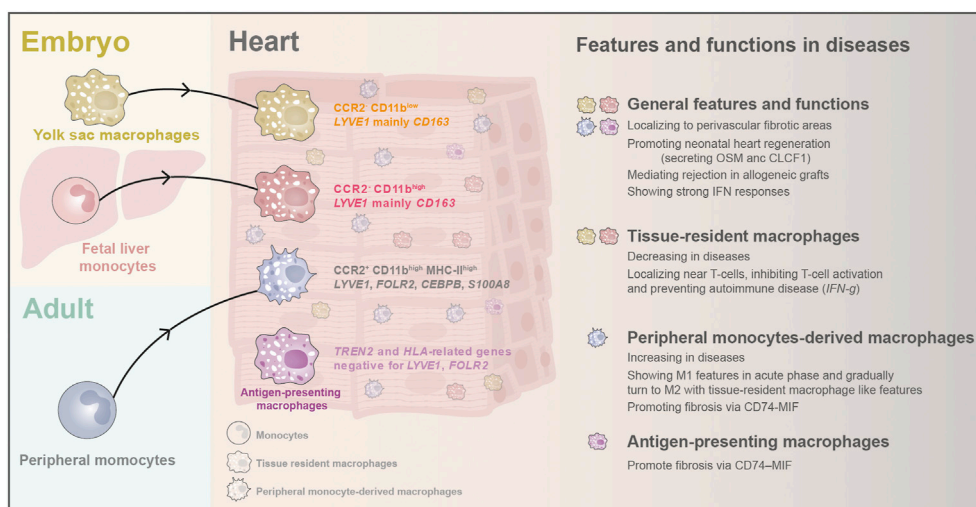 Embryo
Yolk sac macrophages
Fetal liver
monocytes
Adult
Peripheral momocytes
Heart
CCR2⁻ CD11bˡᵒʷ
LYVE1 mainly CD163
CCR2⁻ CD11bʰⁱᵍʰ
LYVE1 mainly CD163
CCR2⁺ CD11bʰⁱᵍʰ MHC-IIʰⁱᵍʰ
LYVE1, FOLR2, CEBPB, S100A8
TREN2 and HLA-related genes
negative for LYVE1, FOLR2
Antigen-presenting
macrophages
Monocytes
Tissue resident macrophages
Peripheral monocyte-derived macrophages
Features and functions in diseases
General features and functions
Localizing to perivascular fibrotic areas
Promoting neonatal heart regeneration
(secreting OSM anc CLCF1)
Mediating rejection in allogeneic grafts
Showing strong IFN responses
Tissue-resident macrophages
Decreasing in diseases
Localizing near T-cells, inhibiting T-cell activation
and preventing autoimmune disease (IFN-g)
Peripheral monocytes-derived macrophages
Increasing in diseases
Showing M1 features in acute phase and gradually
turn to M2 with tissue-resident macrophage like features
Promoting fibrosis via CD74-MIF
Antigen-presenting macrophages
Promote fibrosis via CD74–MIF